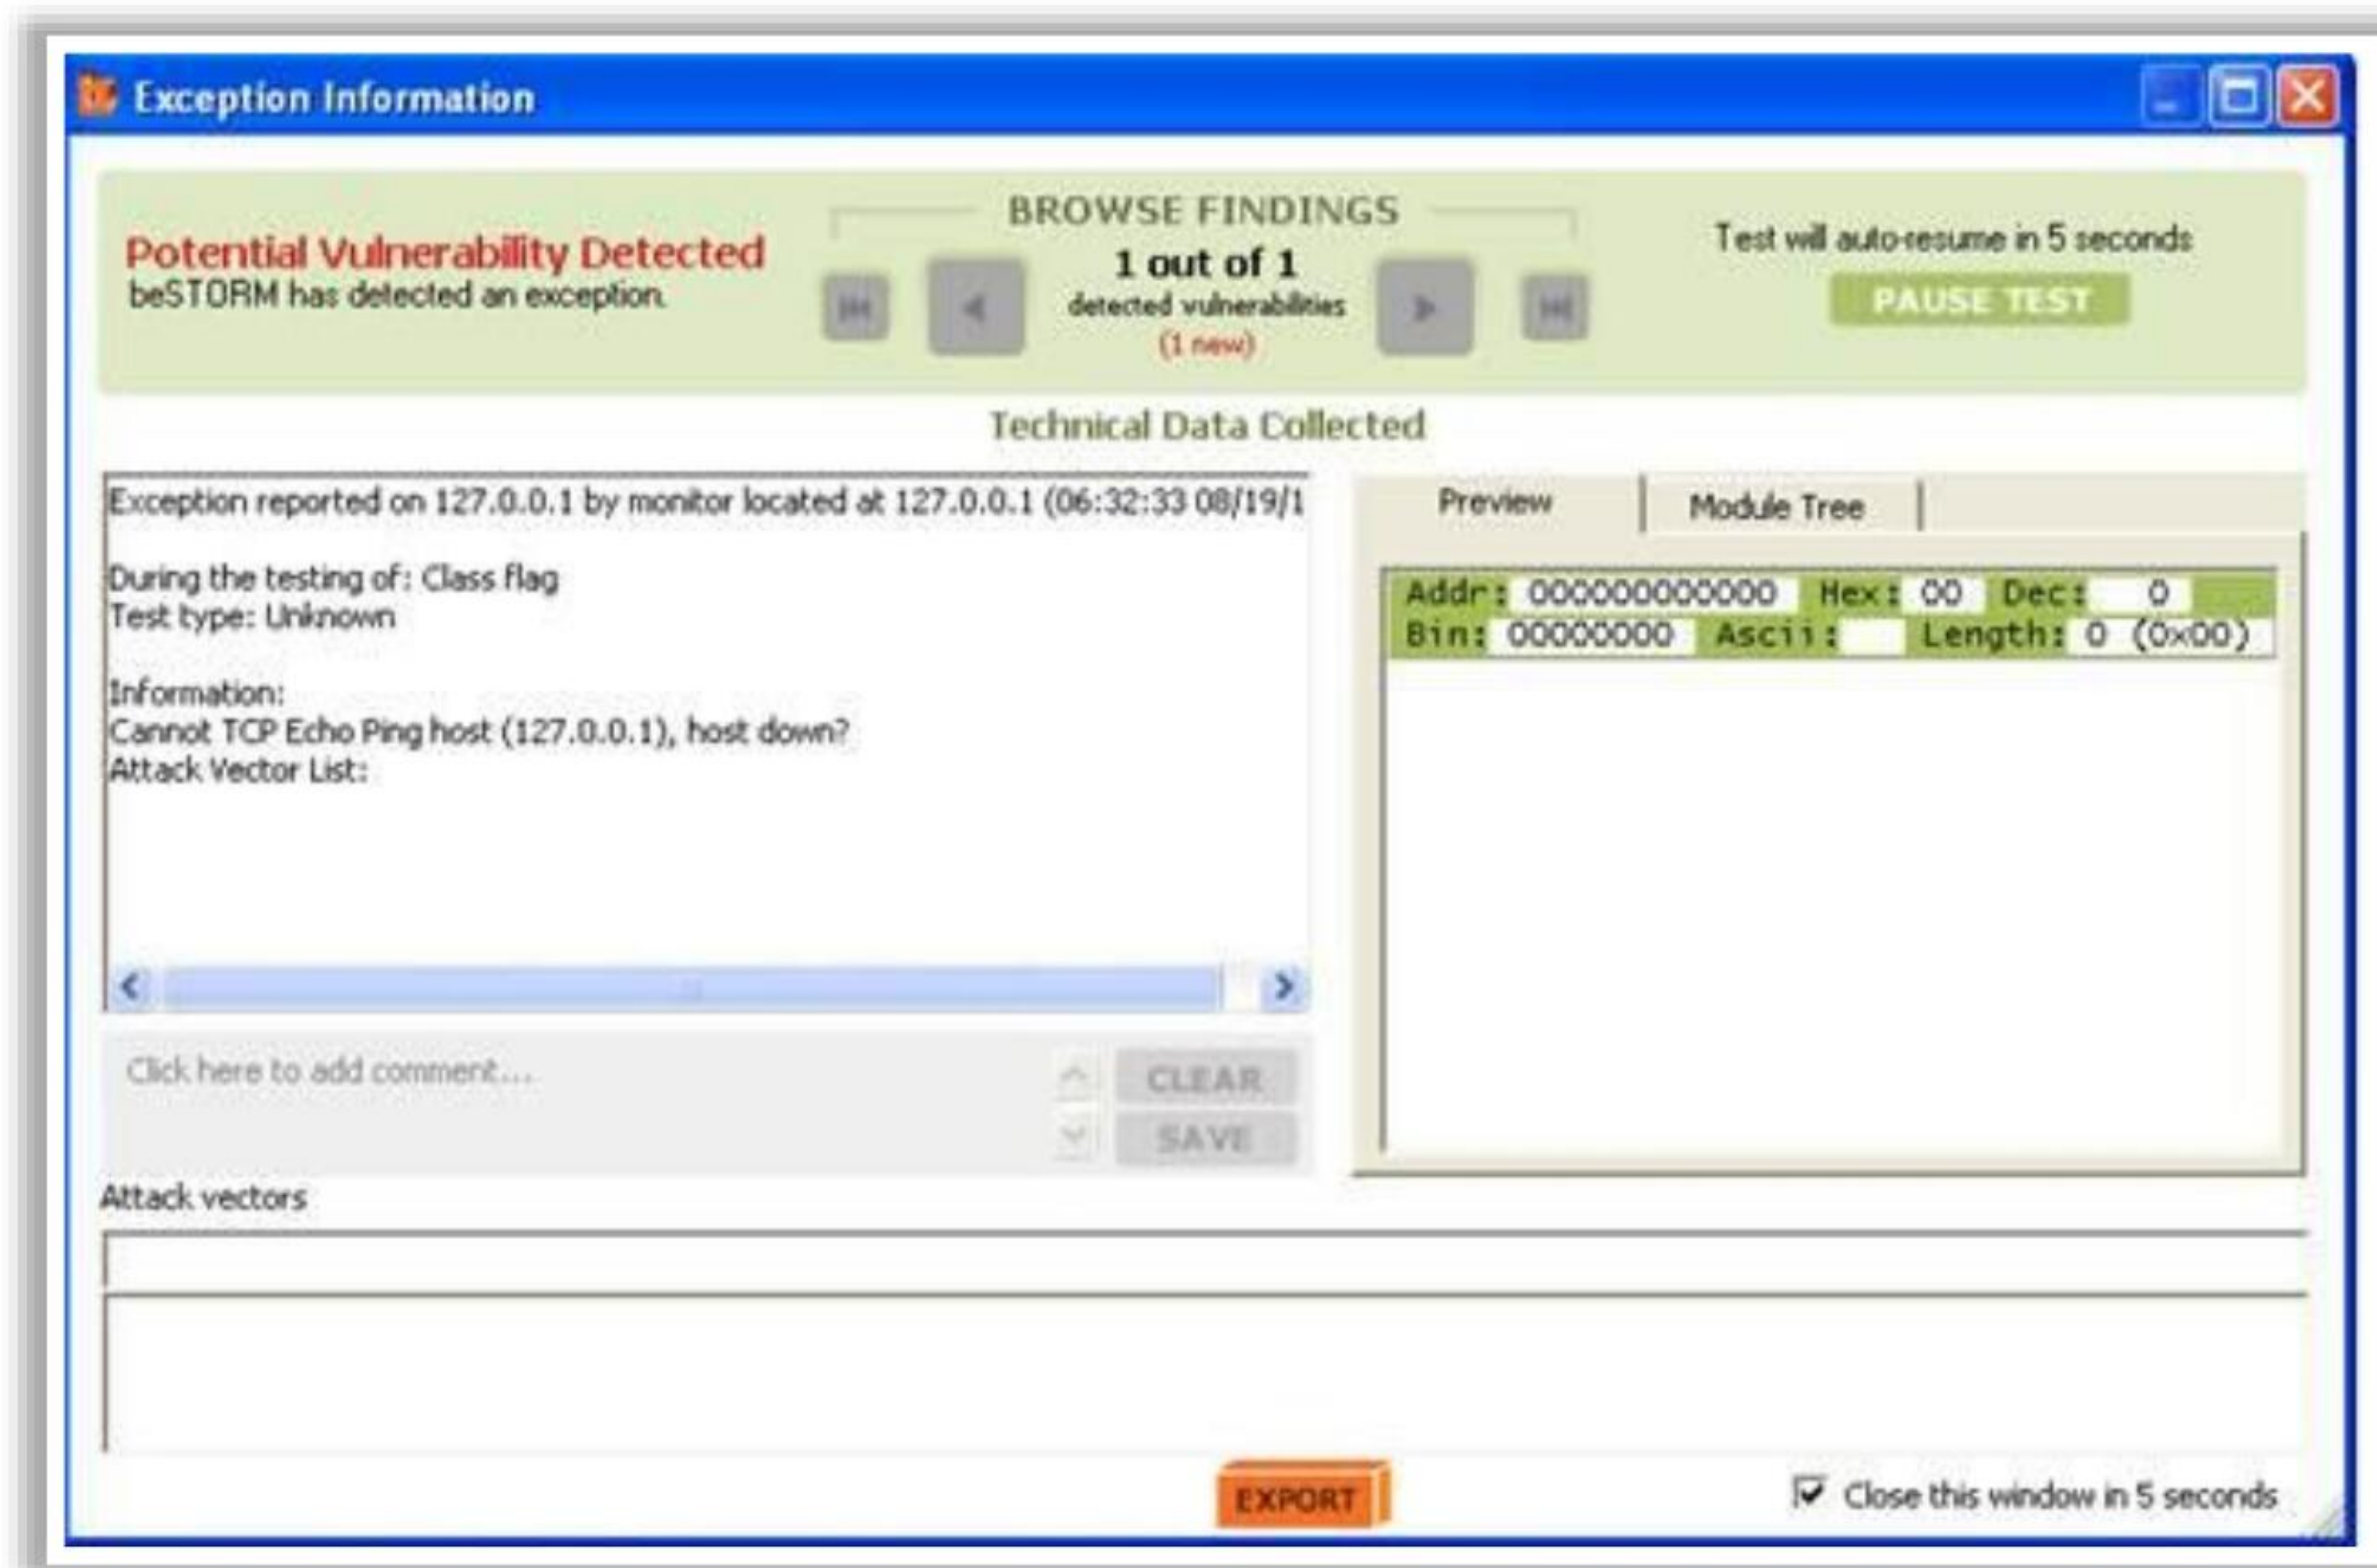 Exception Information
Potential Vulnerability Detected
beSTORM has detected an exception.
BROWSE FINDINGS
1 out of 1
detected vulnerabilities
(1 new)
Test will auto-resume in 5 seconds
PAUSE TEST
Technical Data Collected
Exception reported on 127.0.0.1 by monitor located at 127.0.0.1 (06:32:33 08/19/1
During the testing of: Class flag
Test type: Unknown
Information:
Cannot TCP Echo Ping host (127.0.0.1), host down?
Attack Vector List:
Preview
Module Tree
Addr: 000000000000 Hex: 00 Dec: 0
Bin: 00000000 Ascii: Length: 0 (0x00)
Click here to add comment...
CLEAR
SAVE
Attack vectors
EXPORT
Close this window in 5 seconds